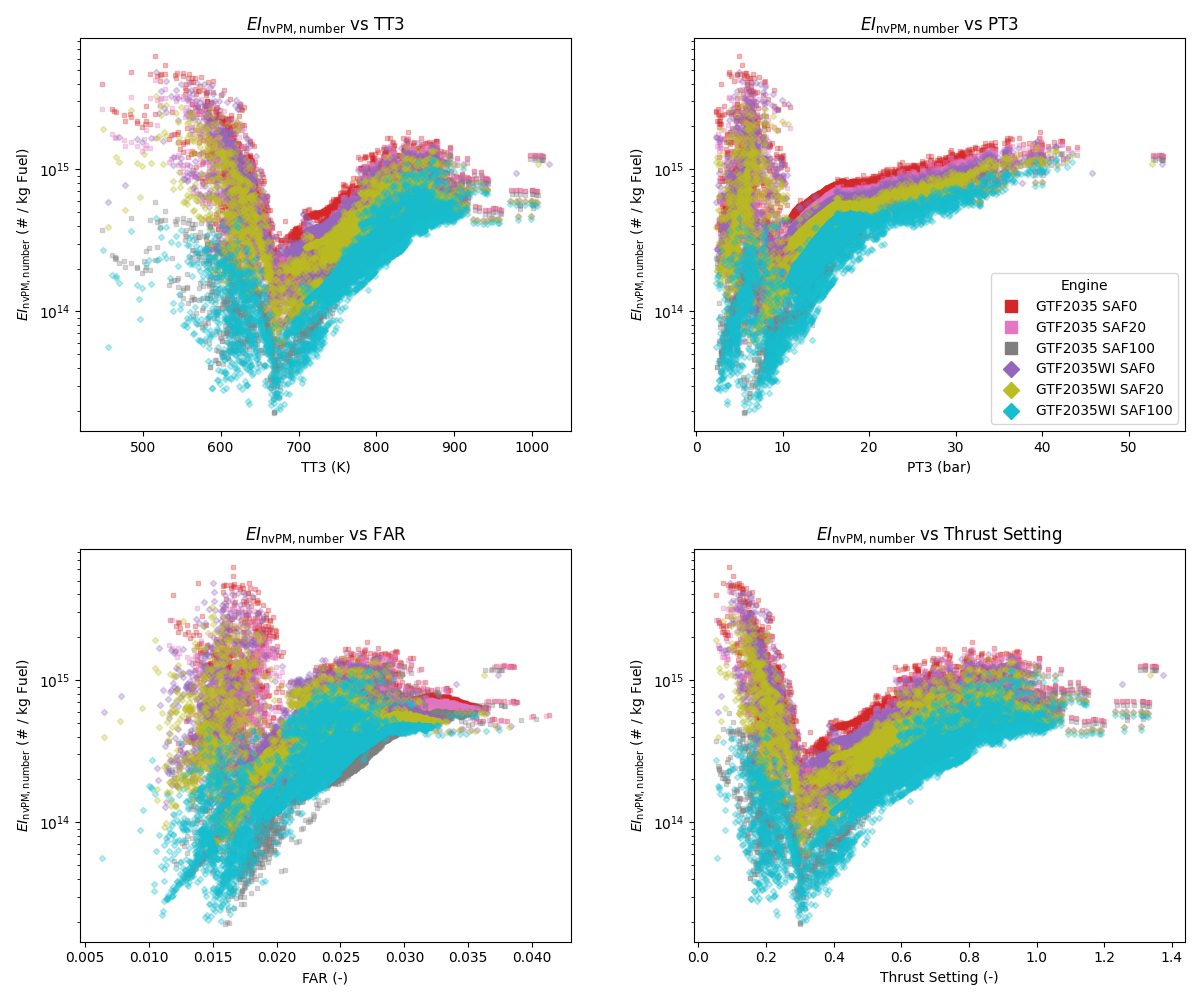 EI_nvPM, number vs TT3
EI_nvPM, number (# / kg Fuel)
10^15
10^14
500 600 700 800 900 1000
TT3 (K)
EI_nvPM, number vs PT3
EI_nvPM, number (# / kg Fuel)
10^15
10^14
0 10 20 30 40 50
PT3 (bar)
Engine
GTF2035 SAF0
GTF2035 SAF20
GTF2035 SAF100
GTF2035WI SAF0
GTF2035WI SAF20
GTF2035WI SAF100
EI_nvPM, number vs FAR
EI_nvPM, number (# / kg Fuel)
10^15
10^14
0.005 0.010 0.015 0.020 0.025 0.030 0.035 0.040
FAR (-)
EI_nvPM, number vs Thrust Setting
EI_nvPM, number (# / kg Fuel)
10^15
10^14
0.0 0.2 0.4 0.6 0.8 1.0 1.2 1.4
Thrust Setting (-)